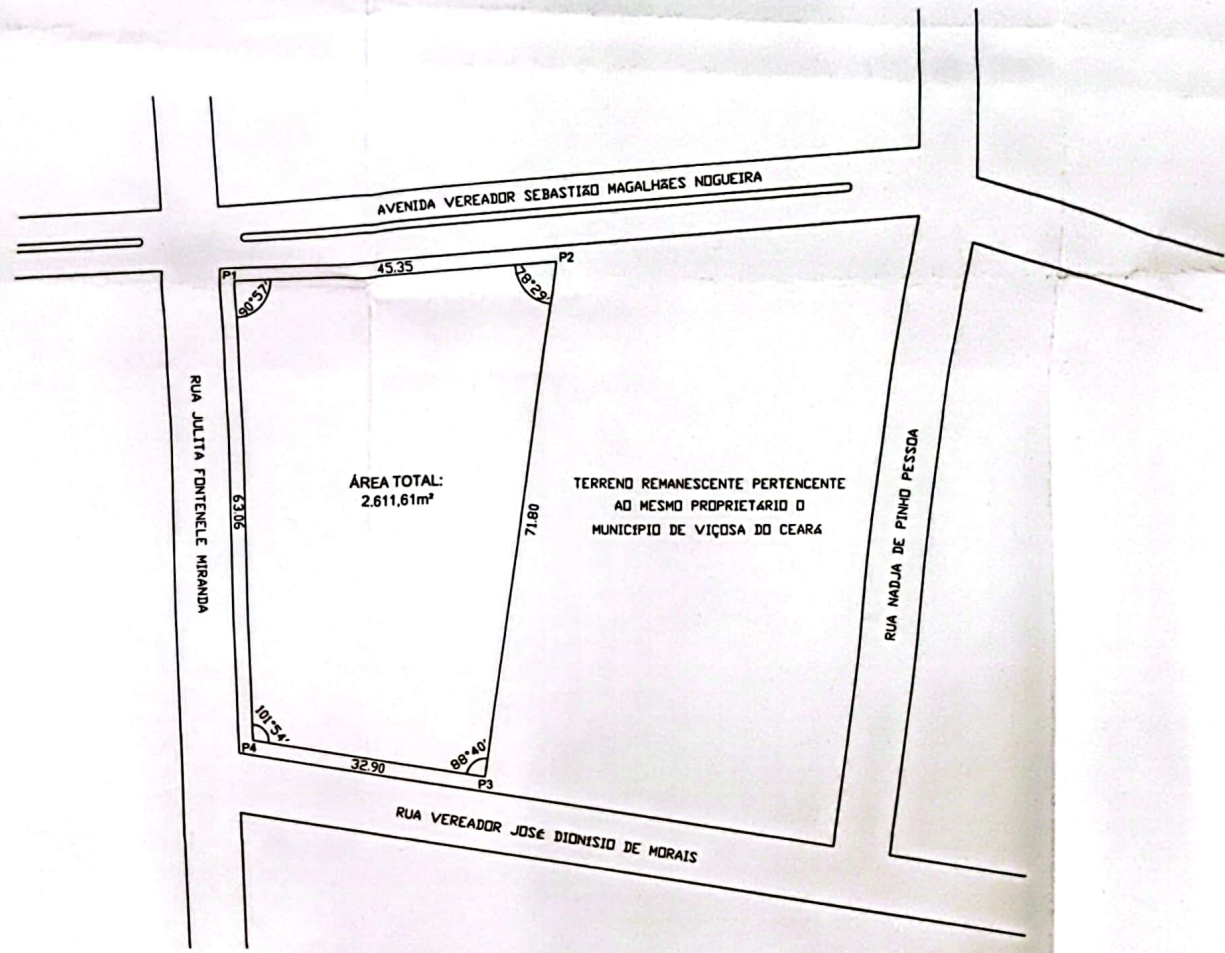 AVENIDA VEREADOR SEBASTIÃO MAGALHÃES NOGUEIRA
P1
45.35
P2
90°57'
78°29'
RUA JULITA FONTENELE MIRANDA
63.06
ÁREA TOTAL:
2.611,61m²
71.80
TERRENO REMANESCENTE PERTENCENTE
AO MESMO PROPRIETÁRIO O
MUNICÍPIO DE VIÇOSA DO CEARÁ
RUA NADJA DE PINHO PESSOA
101°54'
P4
32.90
88°40'
P3
RUA VEREADOR JOSÉ DIONÍSIO DE MORAIS